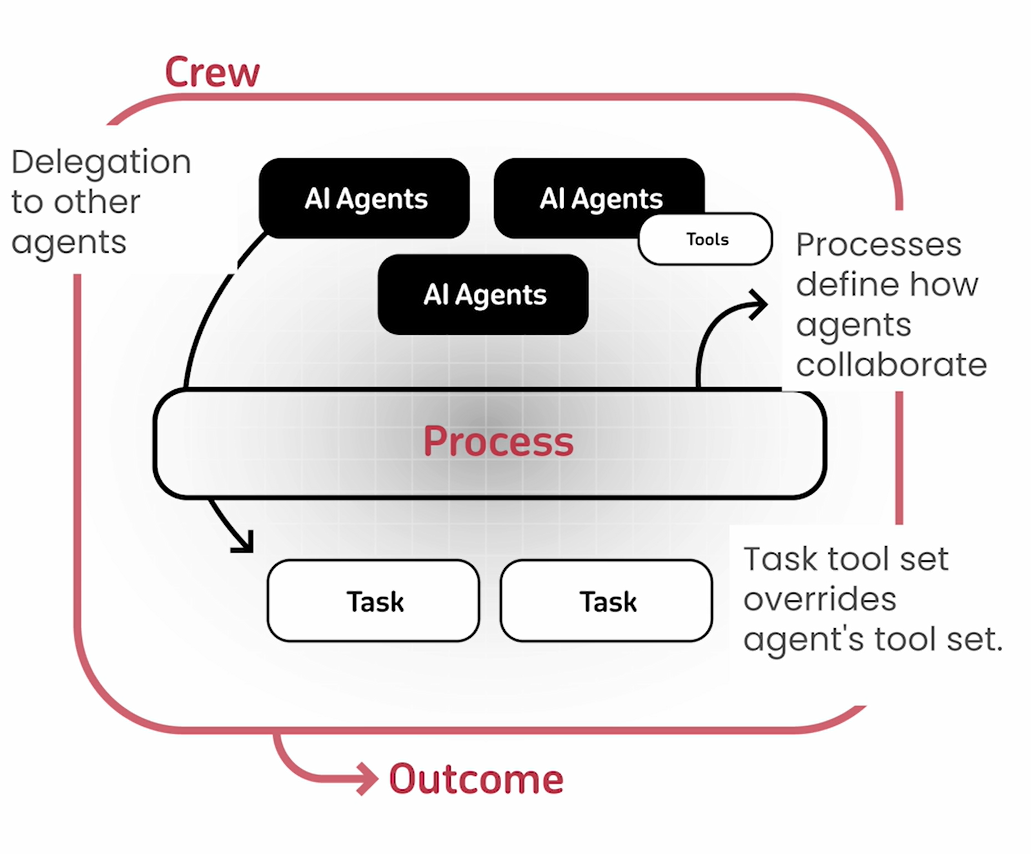 Crew
Delegation
to other
agents
AI Agents
AI Agents
Tools
AI Agents
Processes
define how
agents
collaborate
Process
Task
Task
Task tool set
overrides
agent's tool set.
Outcome